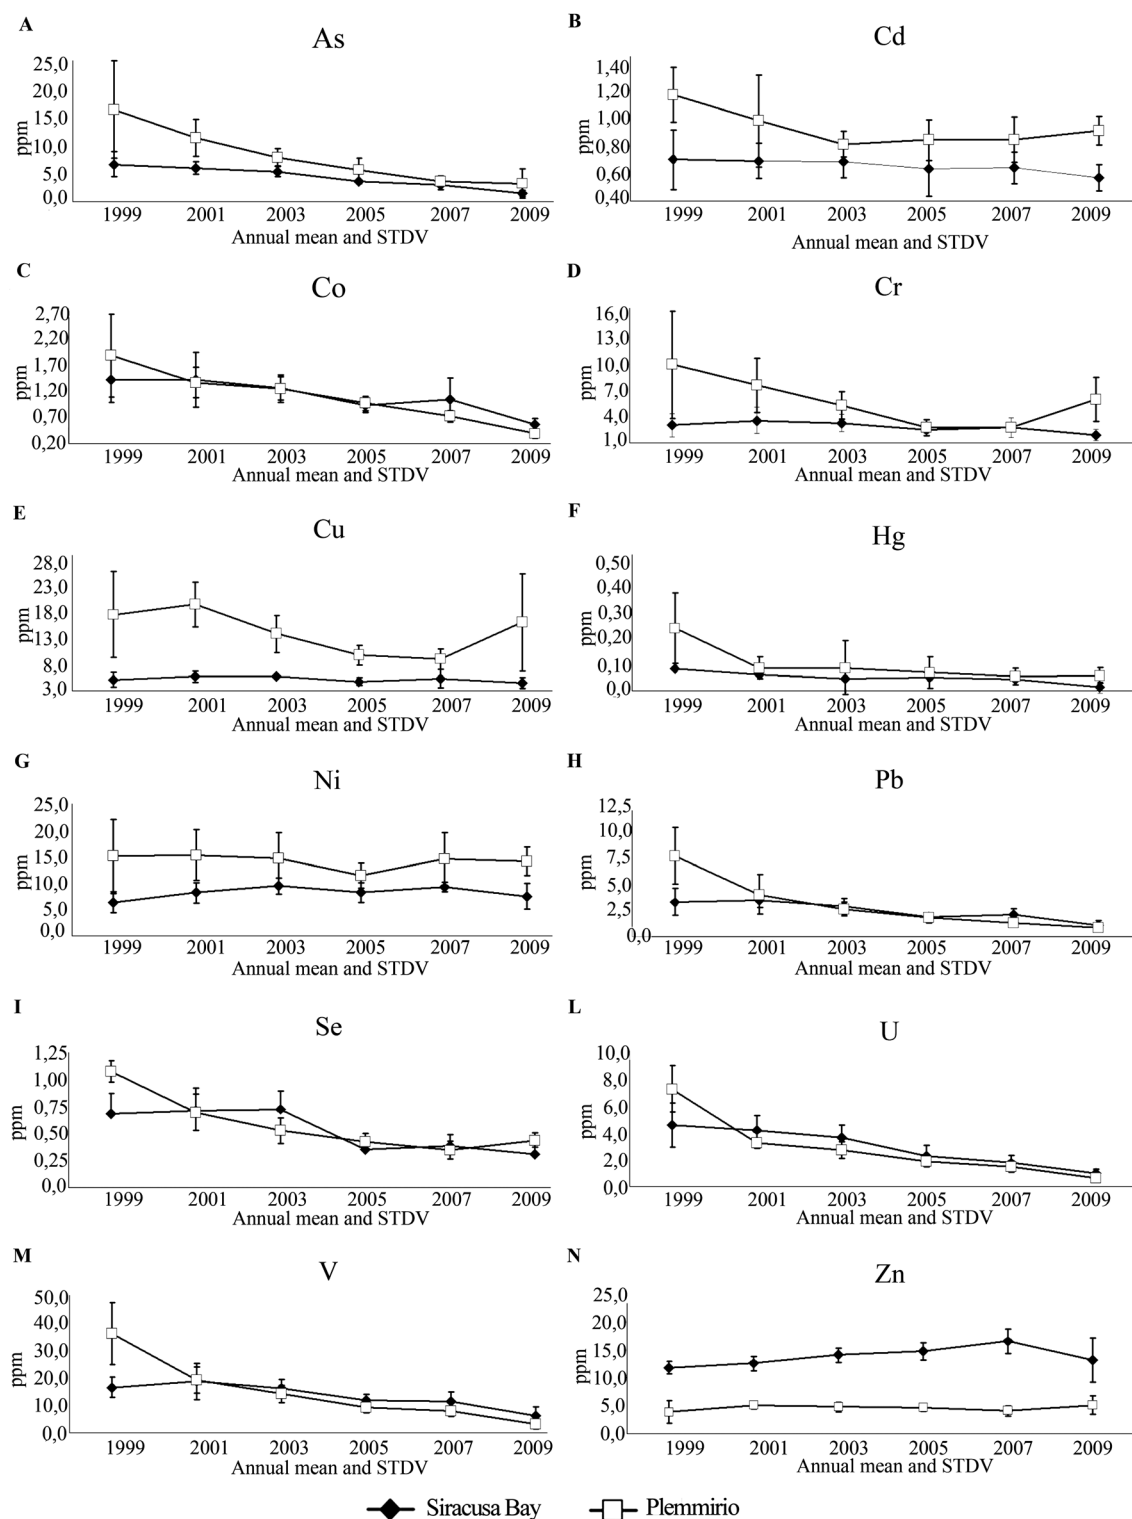 A
As
25,0
20,0
15,0
10,0
5,0
0,0
ppm
1999 2001 2003 2005 2007 2009
Annual mean and STDV
B
Cd
1,40
1,20
1,00
0,80
0,60
0,40
ppm
1999 2001 2003 2005 2007 2009
Annual mean and STDV
C
Co
2,70
2,20
1,70
1,20
0,70
0,20
ppm
1999 2001 2003 2005 2007 2009
Annual mean and STDV
D
Cr
16,0
13,0
10,0
7,0
4,0
1,0
ppm
1999 2001 2003 2005 2007 2009
Annual mean and STDV
E
Cu
28,0
23,0
18,0
13,0
8,0
3,0
ppm
1999 2001 2003 2005 2007 2009
Annual mean and STDV
F
Hg
0,50
0,40
0,30
0,20
0,10
0,0
ppm
1999 2001 2003 2005 2007 2009
Annual mean and STDV
G
Ni
25,0
20,0
15,0
10,0
5,0
0,0
ppm
1999 2001 2003 2005 2007 2009
Annual mean and STDV
H
Pb
12,5
10,0
7,5
5,0
2,5
0,0
ppm
1999 2001 2003 2005 2007 2009
Annual mean and STDV
I
Se
1,25
1,00
0,75
0,50
0,25
0,0
ppm
1999 2001 2003 2005 2007 2009
Annual mean and STDV
L
U
10,0
8,0
6,0
4,0
2,0
0,0
ppm
1999 2001 2003 2005 2007 2009
Annual mean and STDV
M
V
50,0
40,0
30,0
20,0
10,0
0,0
ppm
1999 2001 2003 2005 2007 2009
Annual mean and STDV
N
Zn
25,0
20,0
15,0
10,0
5,0
0,0
ppm
1999 2001 2003 2005 2007 2009
Annual mean and STDV
Siracusa Bay Plemmirio